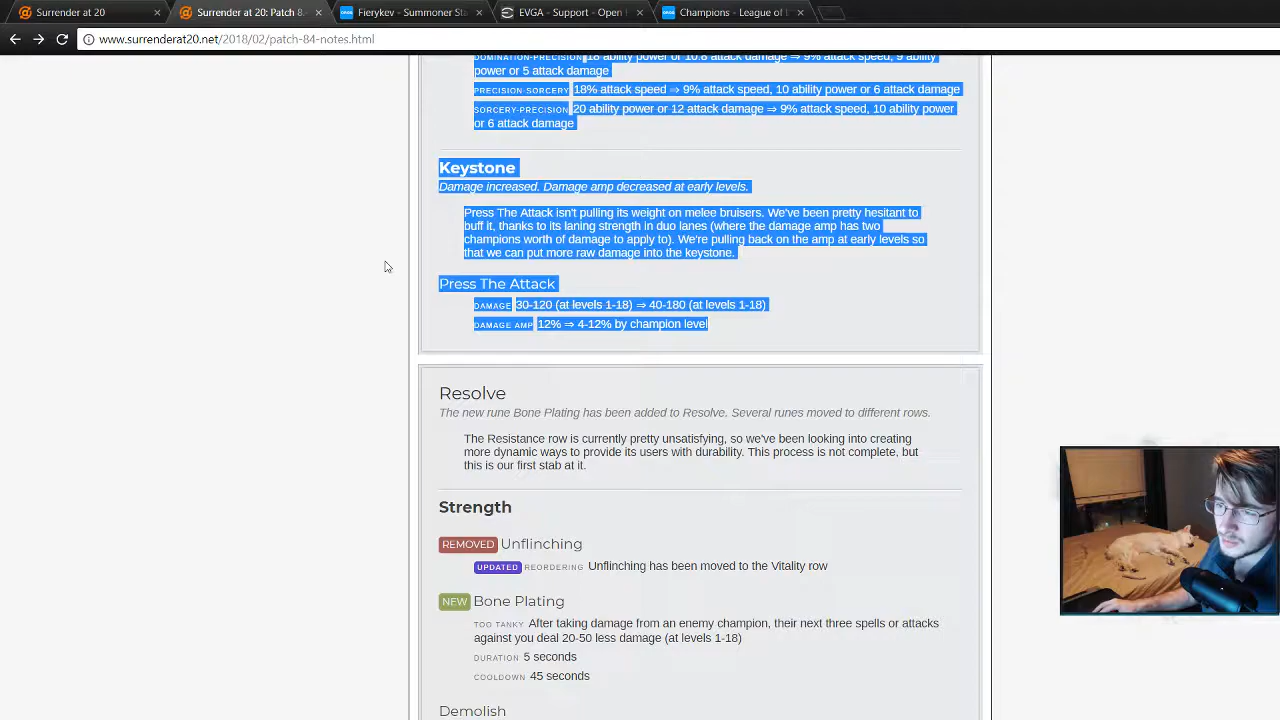 Surrender at 20
Surrender at 20: Patch 8.
Fierykev - Summoner Sta
EVGA - Support - Open
Champions - League of L
www.surrenderat20.net/2018/02/patch-84-notes.html
DOMINATION-PRECISION 18 ability power or 10.8 attack damage ⇒ 9% attack speed, 9 ability
power or 5 attack damage
PRECISION-SORCERY 18% attack speed ⇒ 9% attack speed, 10 ability power or 6 attack damage
SORCERY-PRECISION 20 ability power or 12 attack damage ⇒ 9% attack speed, 10 ability power
or 6 attack damage
Keystone
Damage increased. Damage amp decreased at early levels.
Press The Attack isn't pulling its weight on melee bruisers. We've been pretty hesitant to
buff it, thanks to its laning strength in duo lanes (where the damage amp has two
champions worth of damage to apply to). We're pulling back on the amp at early levels so
that we can put more raw damage into the keystone.
Press The Attack
DAMAGE 30-120 (at levels 1-18) ⇒ 40-180 (at levels 1-18)
DAMAGE AMP 12% ⇒ 4-12% by champion level
Resolve
The new rune Bone Plating has been added to Resolve. Several runes moved to different rows.
The Resistance row is currently pretty unsatisfying, so we've been looking into creating
more dynamic ways to provide its users with durability. This process is not complete, but
this is our first stab at it.
Strength
REMOVED Unflinching
UPDATED REORDERING Unflinching has been moved to the Vitality row
NEW Bone Plating
TOO TANKY After taking damage from an enemy champion, their next three spells or attacks
against you deal 20-50 less damage (at levels 1-18)
DURATION 5 seconds
COOLDOWN 45 seconds
Demolish